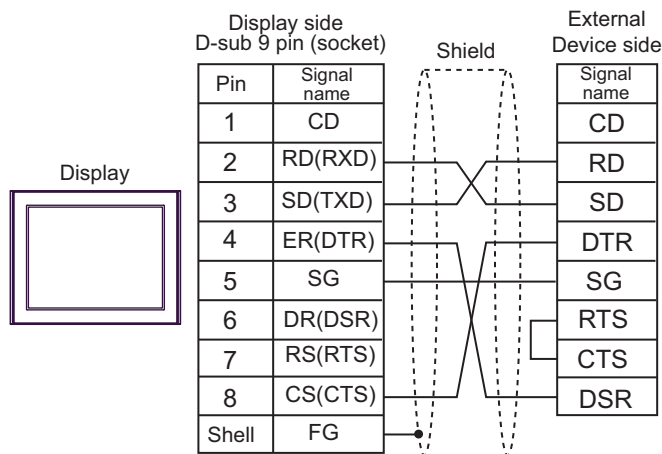 Display side
D-sub 9 pin (socket)
Shield
External
Device side
Display
Pin Signal name
1 CD
2 RD(RXD)
3 SD(TXD)
4 ER(DTR)
5 SG
6 DR(DSR)
7 RS(RTS)
8 CS(CTS)
Shell FG
Signal name
CD
RD
SD
DTR
SG
RTS
CTS
DSR